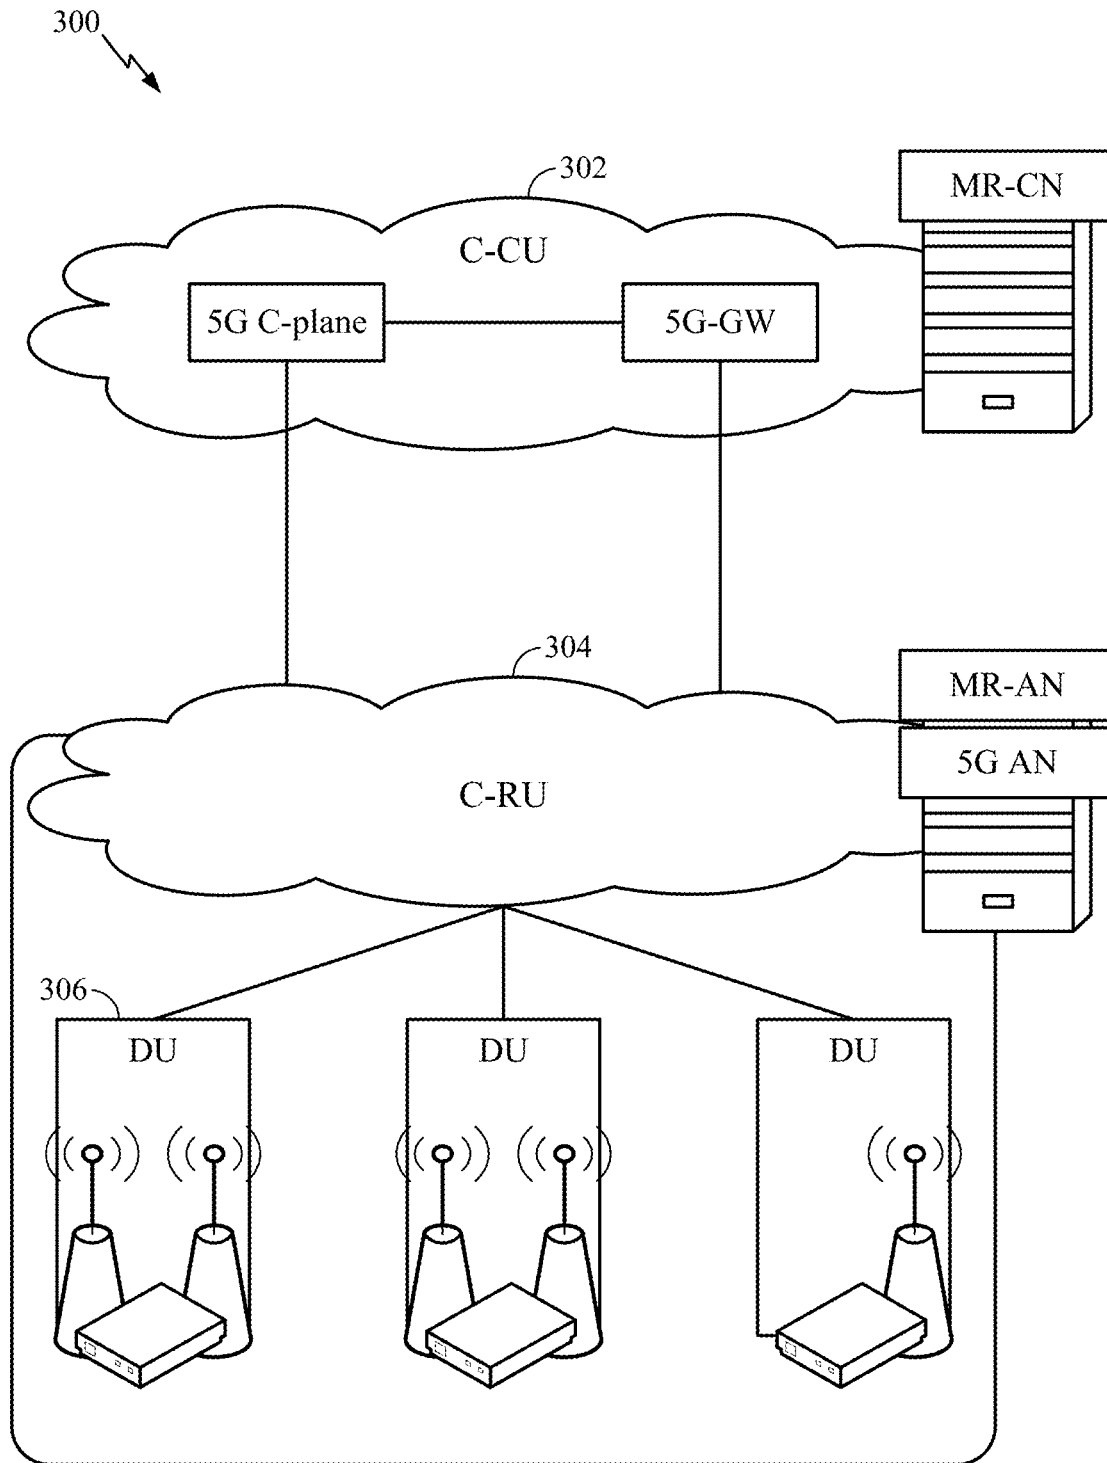 300
302
MR-CN
C-CU
5G C-plane
5G-GW
304
MR-AN
5G AN
C-RU
306
DU
DU
DU